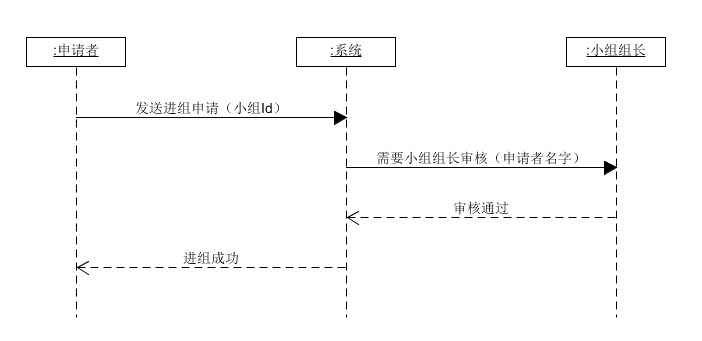 :申请者
:系统
:小组组长
发送进组申请（小组Id）
需要小组组长审核（申请者名字）
审核通过
进组成功